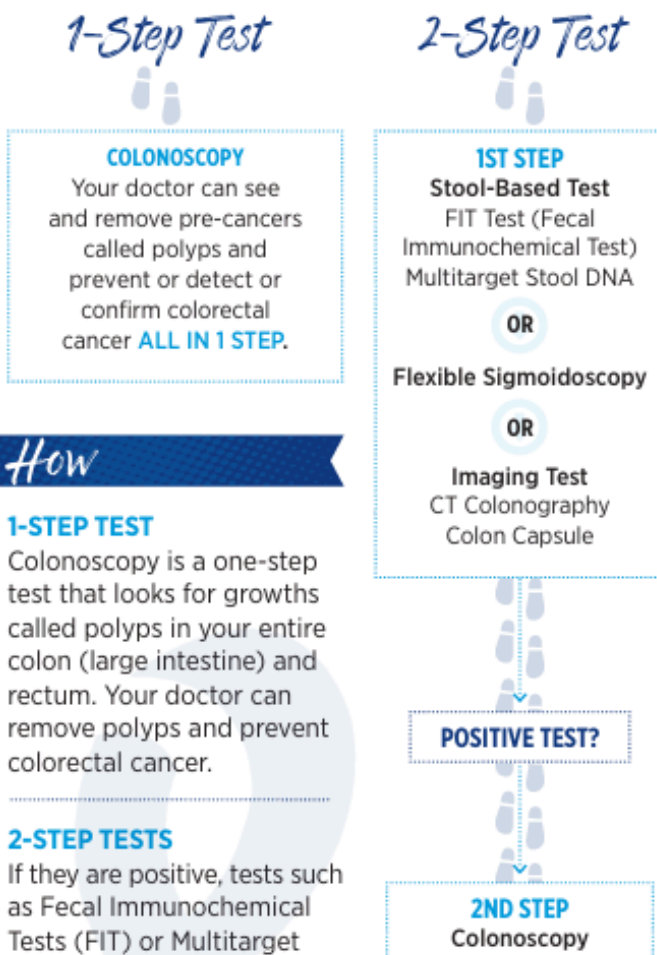 1-Step Test
COLONOSCOPY
Your doctor can see
and remove pre-cancers
called polyps and
prevent or detect or
confirm colorectal
cancer ALL IN 1 STEP.
How
1-STEP TEST
Colonoscopy is a one-step
test that looks for growths
called polyps in your entire
colon (large intestine) and
rectum. Your doctor can
remove polyps and prevent
colorectal cancer.
2-STEP TESTS
If they are positive, tests such
as Fecal Immunochemical
Tests (FIT) or Multitarget
2-Step Test
1ST STEP
Stool-Based Test
FIT Test (Fecal
Immunochemical Test)
Multitarget Stool DNA
OR
Flexible Sigmoidoscopy
OR
Imaging Test
CT Colonography
Colon Capsule
POSITIVE TEST?
2ND STEP
Colonoscopy